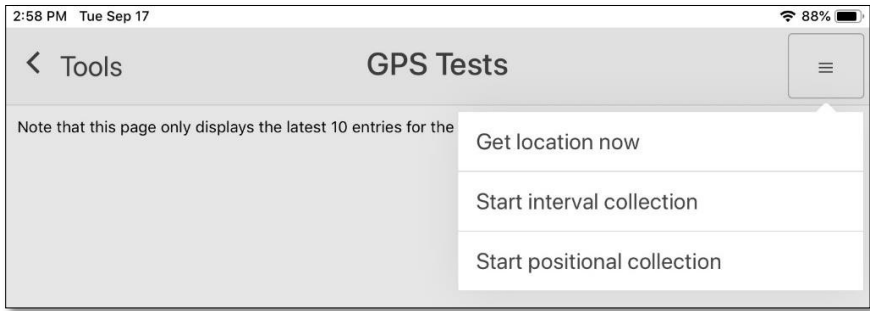 2:58 PM Tue Sep 17 88%
Tools GPS Tests
Note that this page only displays the latest 10 entries for the
Get location now
Start interval collection
Start positional collection